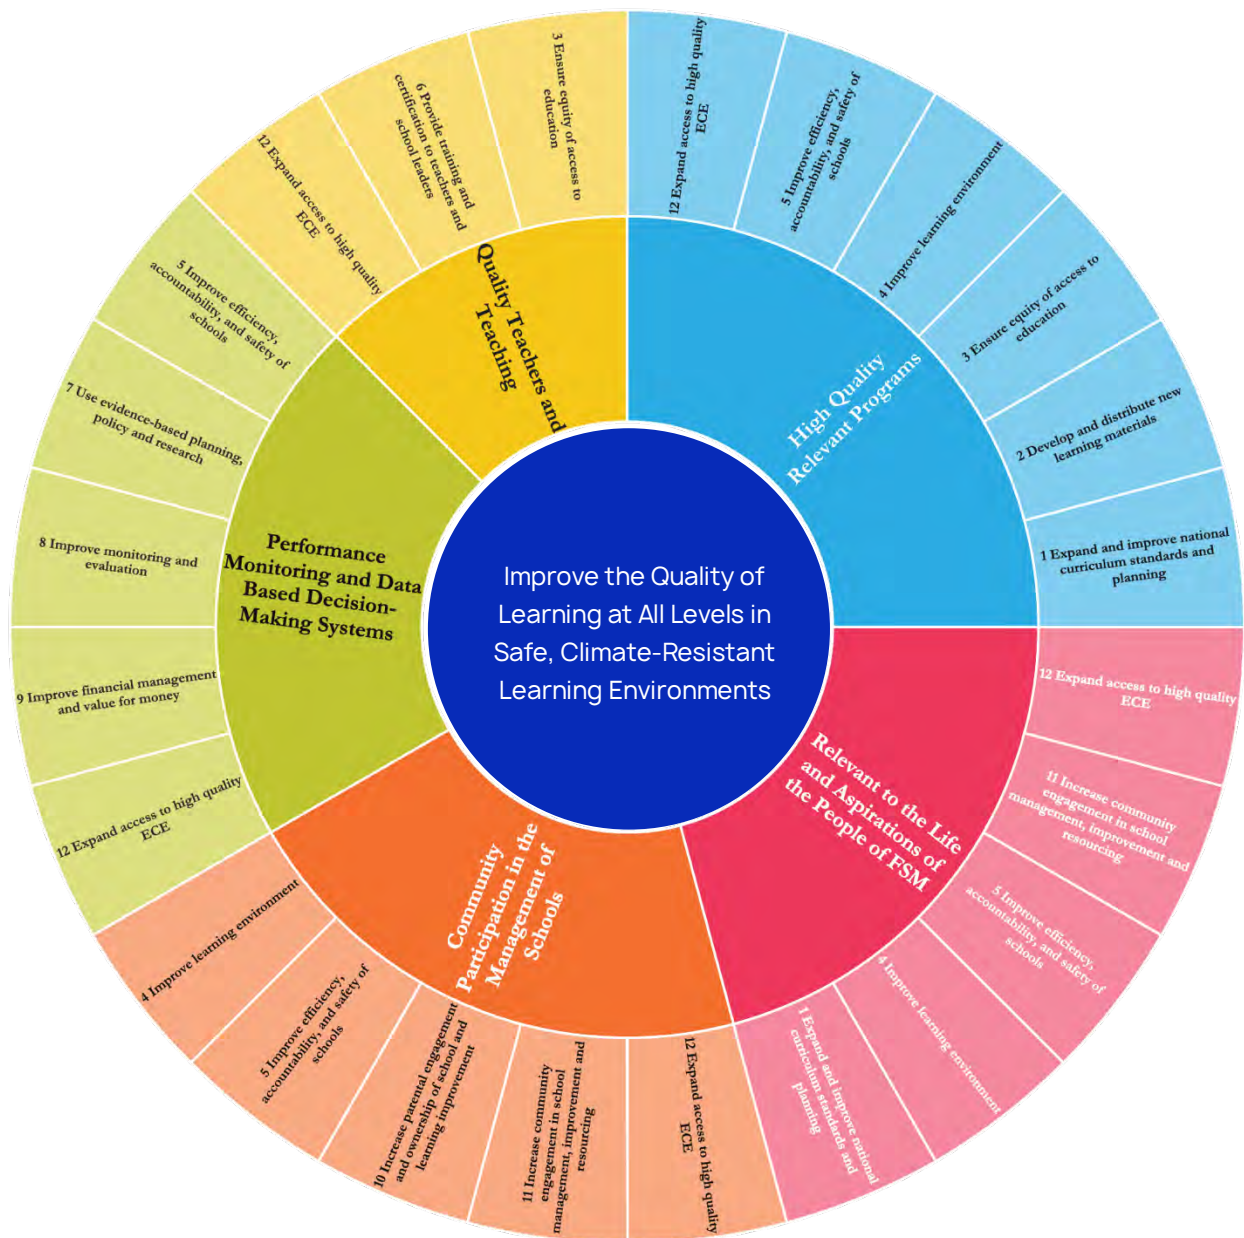 Improve the Quality of
Learning at All Levels in
Safe, Climate-Resistant
Learning Environments
High Quality
Relevant Programs
12 Expand access to high quality
ECE
5 Improve efficiency,
accountability, and safety of
schools
4 Improve learning environment
3 Ensure equity of access to
education
2 Develop and distribute new
learning materials
1 Expand and improve national
curriculum standards and
planning
Relevant to the Life
and Aspirations of
the People of FSM
12 Expand access to high quality
ECE
11 Increase community
engagement in school
management, improvement and
resourcing
5 Improve efficiency,
accountability, and safety of
schools
4 Improve learning environment
1 Expand and improve national
curriculum standards and
planning
Community
Participation in the
Management of
Schools
12 Expand access to high quality
ECE
11 Increase community
engagement in school
management, improvement and
resourcing
10 Increase parental engagement
and ownership of school and
learning improvement
5 Improve efficiency,
accountability, and safety of
schools
4 Improve learning environment
Performance
Monitoring and Data
Based Decision-
Making Systems
12 Expand access to high quality
ECE
9 Improve financial management
and value for money
8 Improve monitoring and
evaluation
7 Use evidence-based planning,
policy and research
5 Improve efficiency,
accountability, and safety of
schools
Quality Teachers and
Teaching
12 Expand access to high quality
ECE
6 Provide training and
certification to teachers and
school leaders
3 Ensure equity of access to
education